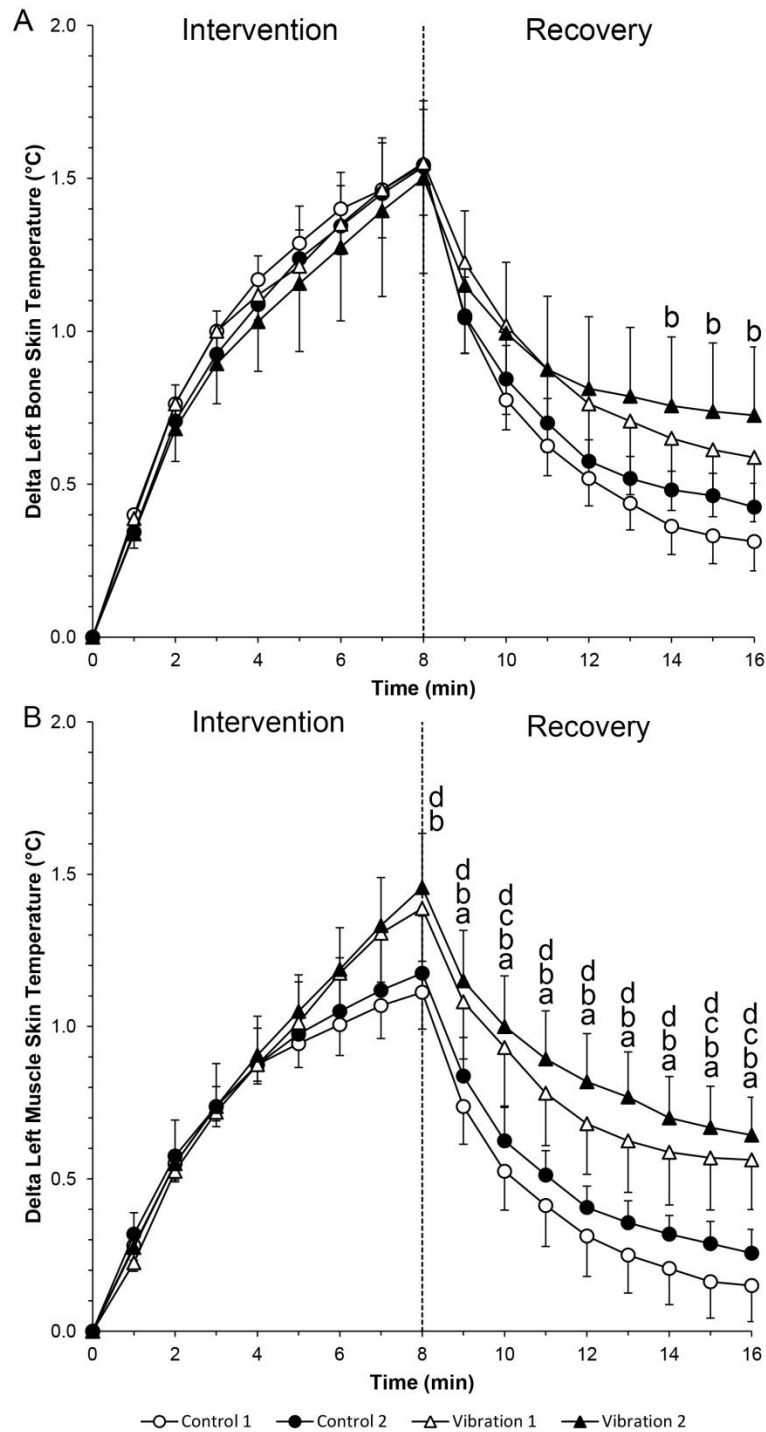 A
Intervention
Recovery
Delta Left Bone Skin Temperature (°C)
2.0
1.5
1.0
0.5
0.0
b b b
0 2 4 6 8 10 12 14 16
Time (min)
B
Intervention
Recovery
Delta Left Muscle Skin Temperature (°C)
2.0
1.5
1.0
0.5
0.0
d
b
d
b
a
d
c
b
a
d
b
a
d
b
a
d
b
a
d
b
a
d
c
b
a
d
c
b
a
0 2 4 6 8 10 12 14 16
Time (min)
Control 1 Control 2 Vibration 1 Vibration 2